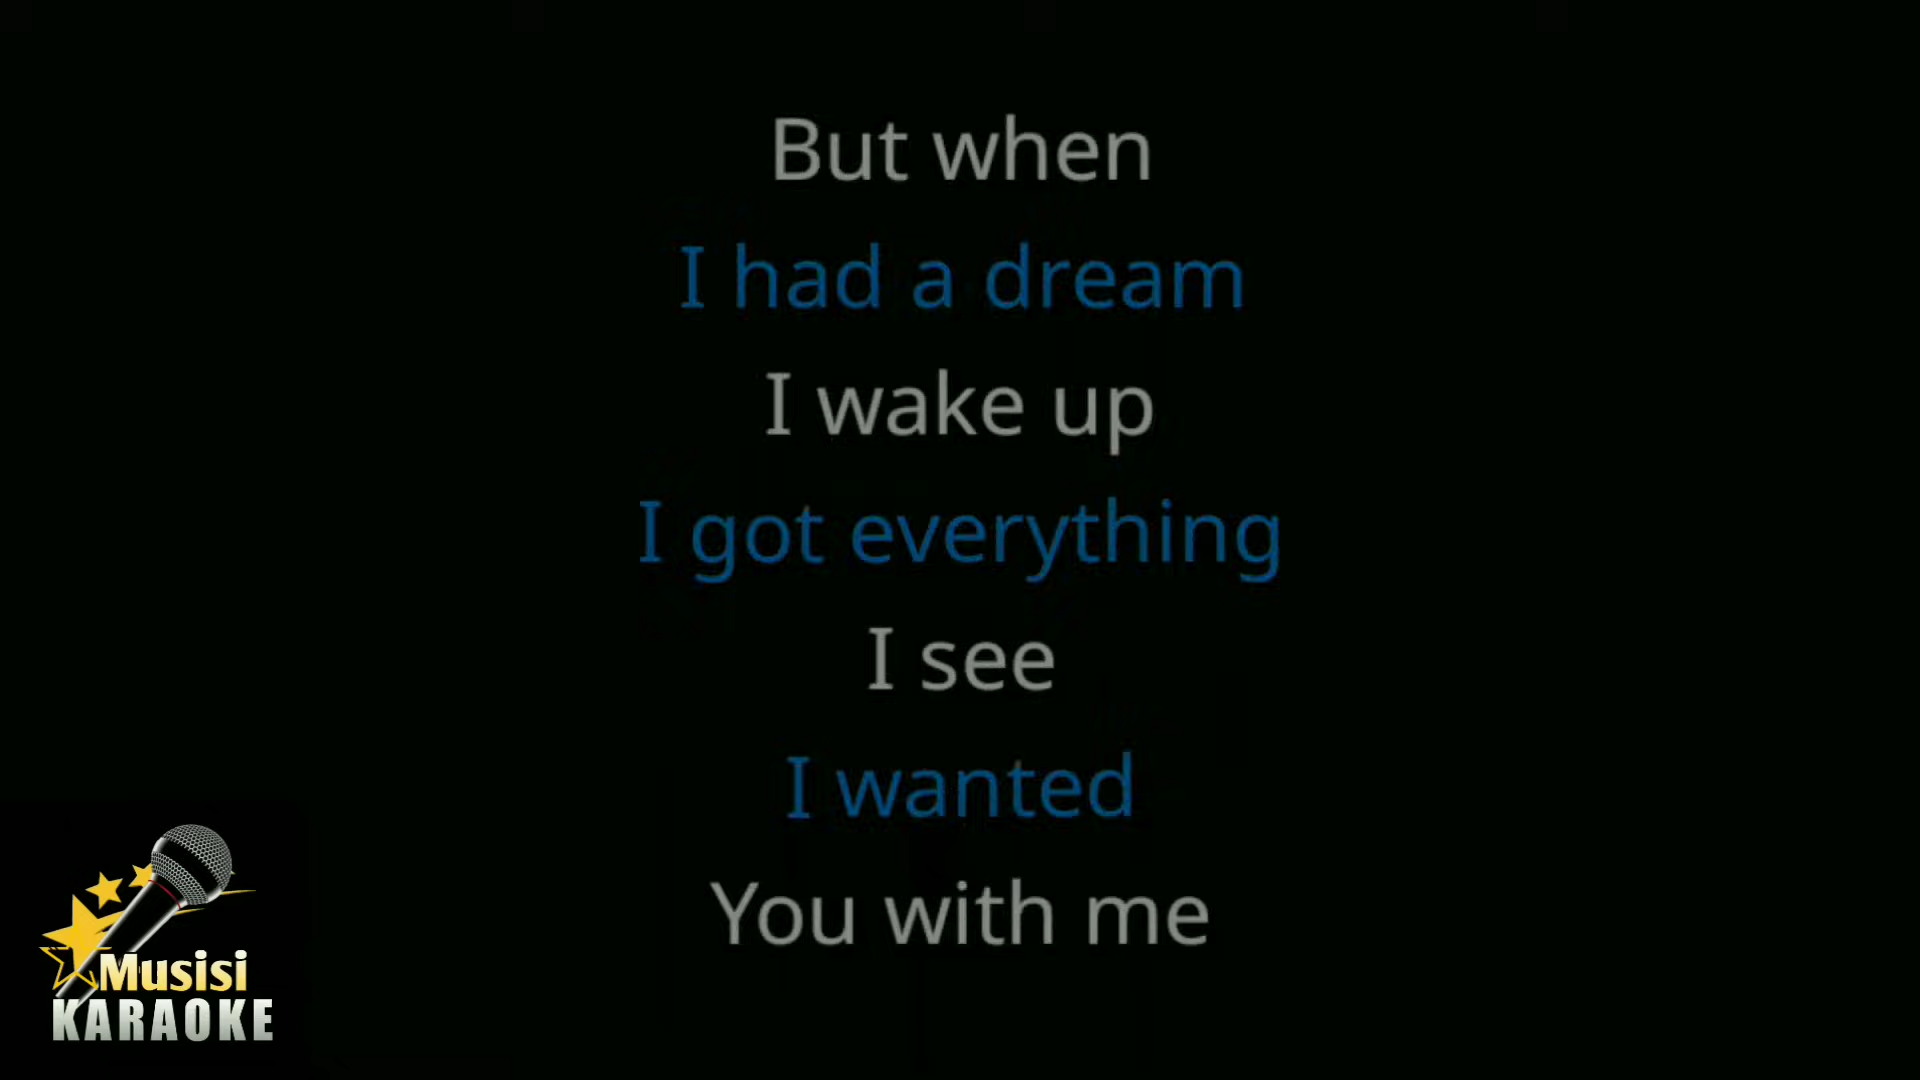 But when
I had a dream
I wake up
I got everything
I see
I wanted
You with me
Musisi
KARAOKE